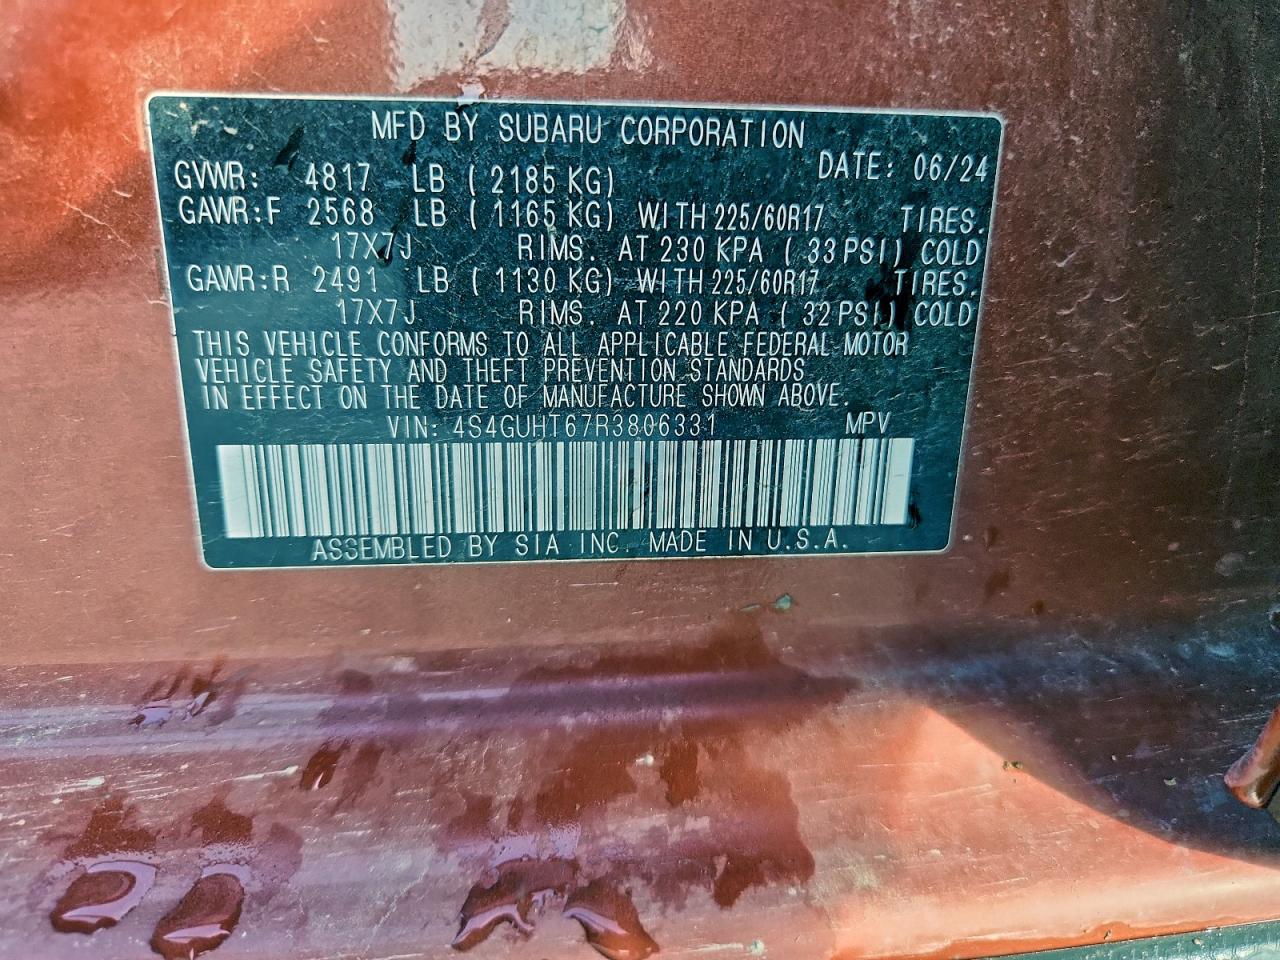 MFD BY SUBARU CORPORATION
DATE: 06/24
GVWR: 4817 LB ( 2185 KG)
GAWR:F 2568 LB ( 1165 KG) WITH 225/60R17 TIRES.
17X7J RIMS. AT 230 KPA ( 33 PSI) COLD
GAWR:R 2491 LB ( 1130 KG) WITH 225/60R17 TIRES.
17X7J RIMS. AT 220 KPA ( 32 PSI) COLD
THIS VEHICLE CONFORMS TO ALL APPLICABLE FEDERAL MOTOR
VEHICLE SAFETY AND THEFT PREVENTION STANDARDS
IN EFFECT ON THE DATE OF MANUFACTURE SHOWN ABOVE.
VIN: 4S4GUHT67R3806331 MPV
ASSEMBLED BY SIA INC. MADE IN U.S.A.